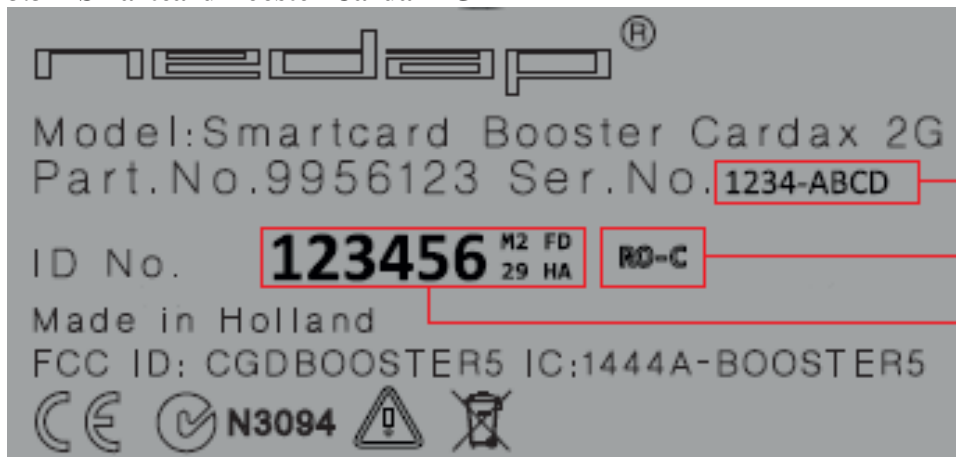 nedap®
Model:Smartcard Booster Cardax 2G
Part.No.9956123 Ser.No.1234-ABCD
ID No. 123456 M2 FD 29 HA RO-C
Made in Holland
FCC ID: CGDBOOSTER5 IC:1444A-BOOSTER5
CE N3094